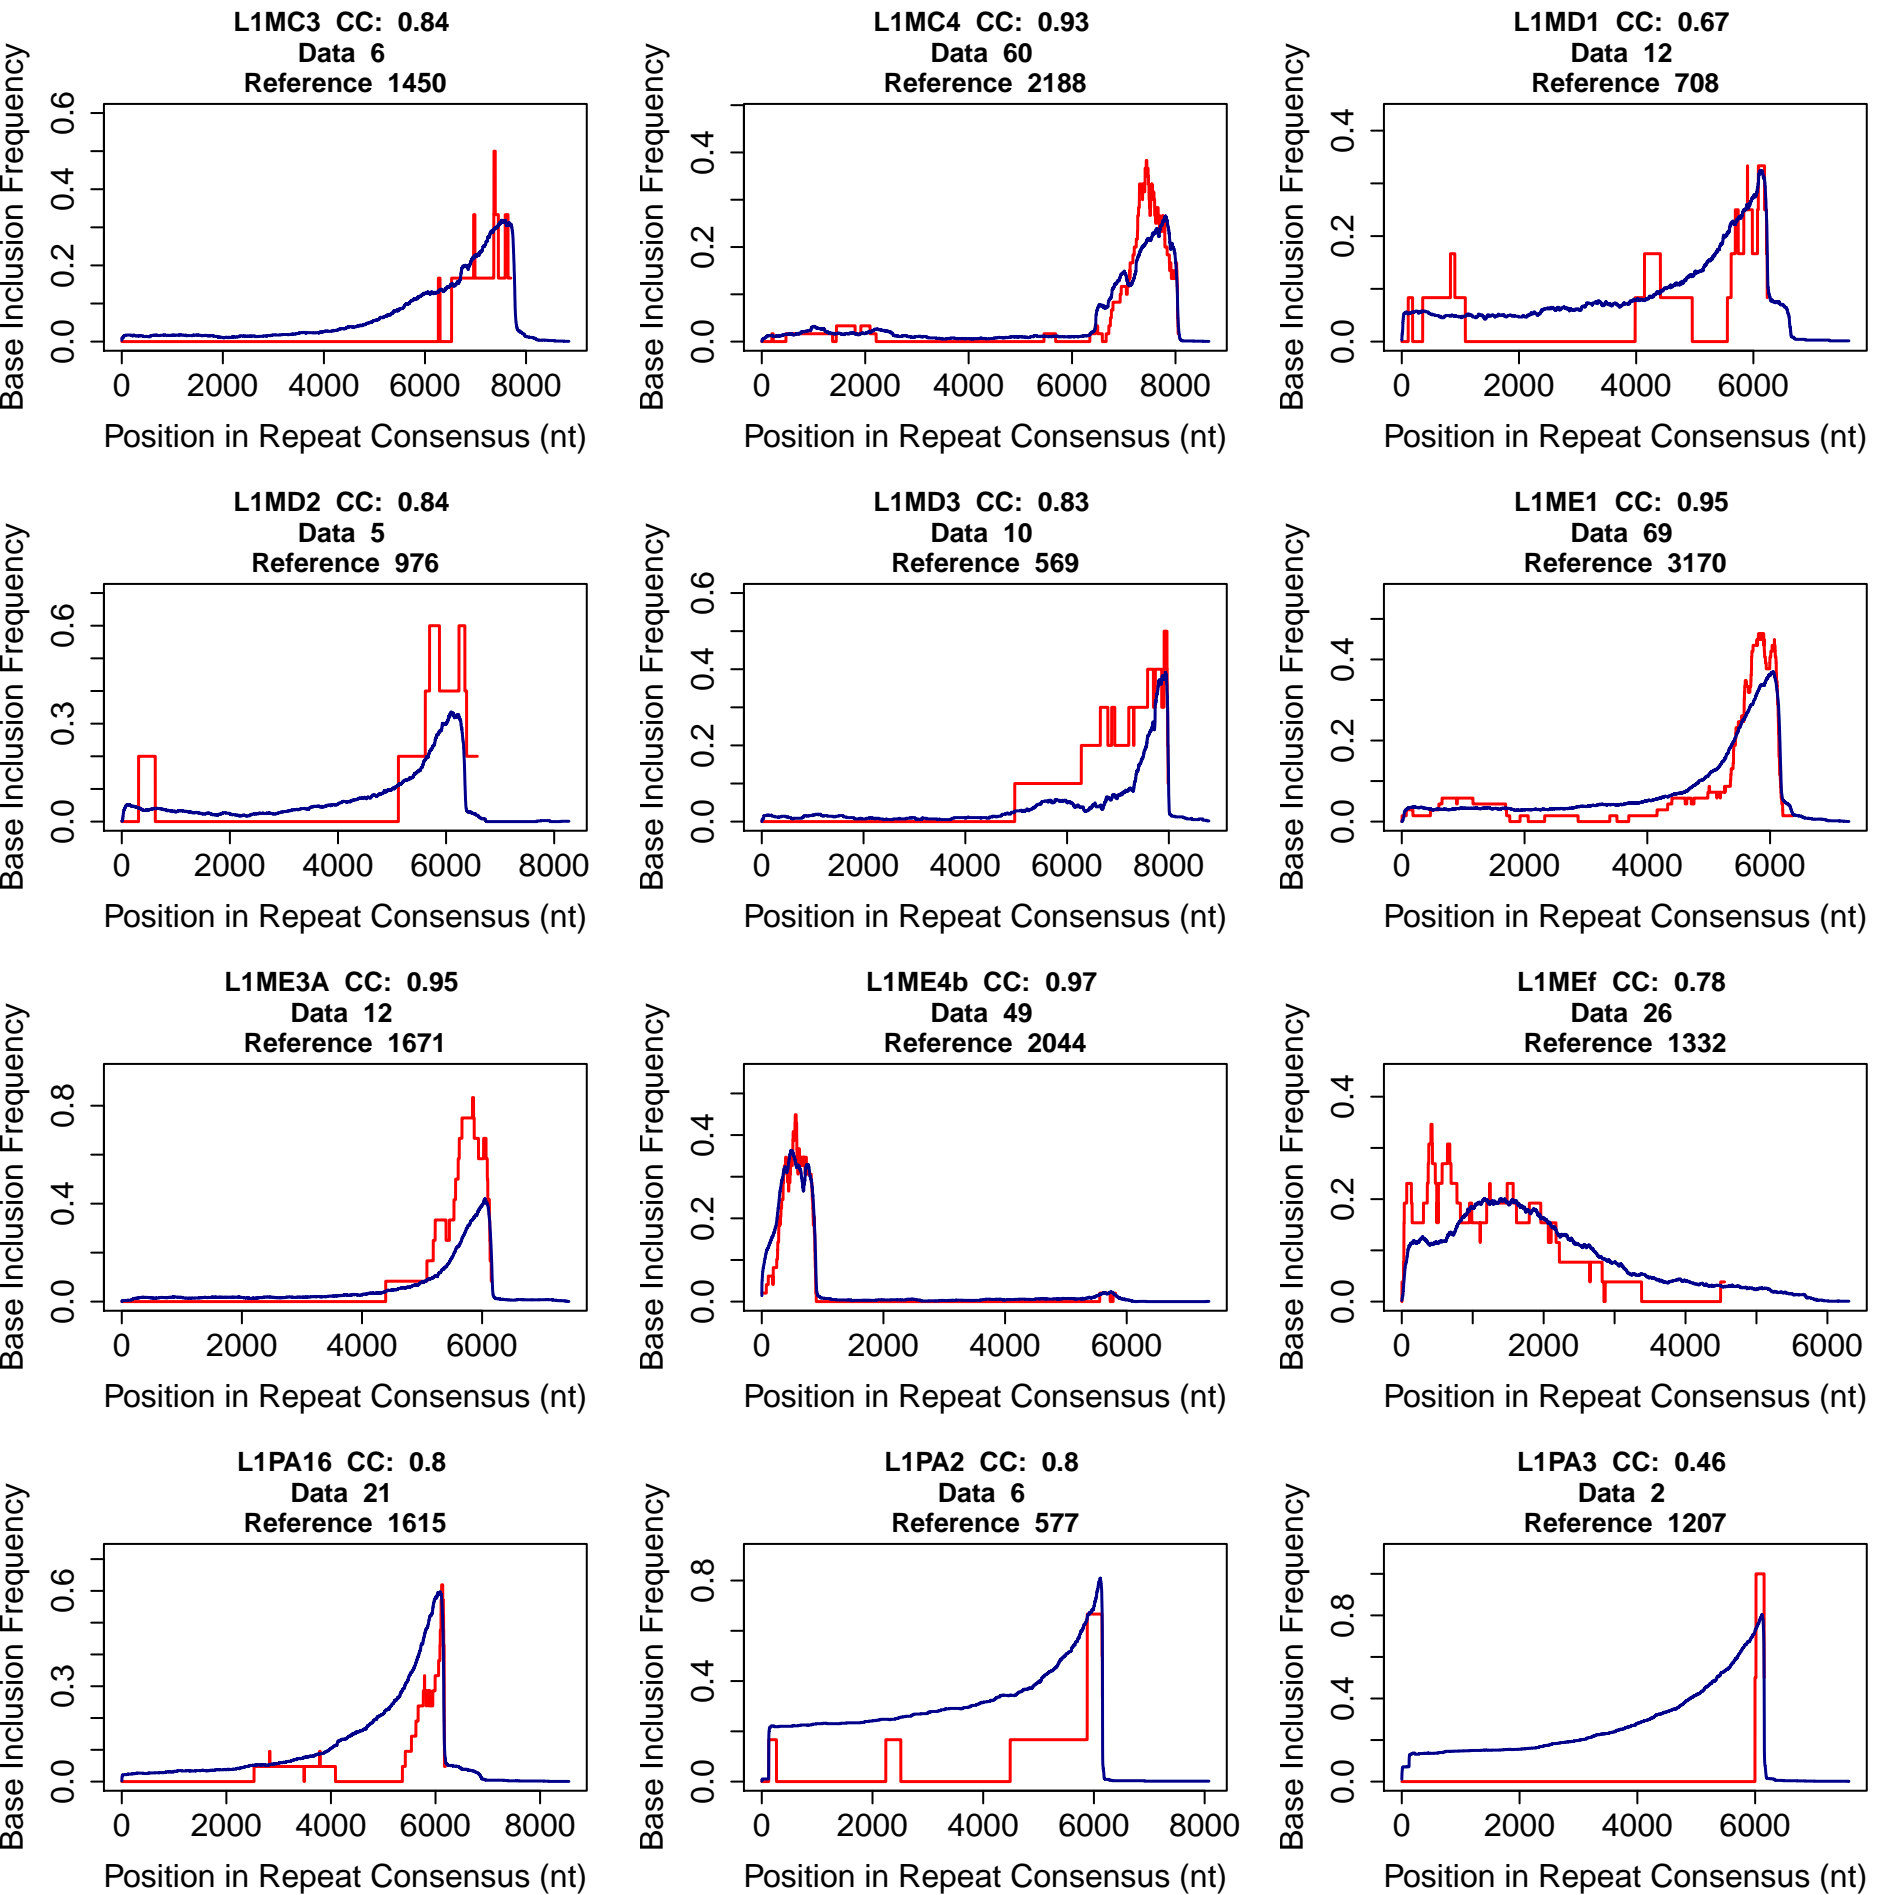 L1MC3 CC: 0.84
Data 6
Reference 1450
Base Inclusion Frequency
0.0 0.2 0.4 0.6
0 2000 4000 6000 8000
Position in Repeat Consensus (nt)
L1MC4 CC: 0.93
Data 60
Reference 2188
Base Inclusion Frequency
0.0 0.2 0.4
0 2000 4000 6000 8000
Position in Repeat Consensus (nt)
L1MD1 CC: 0.67
Data 12
Reference 708
Base Inclusion Frequency
0.0 0.2 0.4
0 2000 4000 6000
Position in Repeat Consensus (nt)
L1MD2 CC: 0.84
Data 5
Reference 976
Base Inclusion Frequency
0.0 0.3 0.6
0 2000 4000 6000 8000
Position in Repeat Consensus (nt)
L1MD3 CC: 0.83
Data 10
Reference 569
Base Inclusion Frequency
0.0 0.2 0.4 0.6
0 2000 4000 6000 8000
Position in Repeat Consensus (nt)
L1ME1 CC: 0.95
Data 69
Reference 3170
Base Inclusion Frequency
0.0 0.2 0.4
0 2000 4000 6000
Position in Repeat Consensus (nt)
L1ME3A CC: 0.95
Data 12
Reference 1671
Base Inclusion Frequency
0.0 0.4 0.8
0 2000 4000 6000
Position in Repeat Consensus (nt)
L1ME4b CC: 0.97
Data 49
Reference 2044
Base Inclusion Frequency
0.0 0.2 0.4
0 2000 4000 6000
Position in Repeat Consensus (nt)
L1MEf CC: 0.78
Data 26
Reference 1332
Base Inclusion Frequency
0.0 0.2 0.4
0 2000 4000 6000
Position in Repeat Consensus (nt)
L1PA16 CC: 0.8
Data 21
Reference 1615
Base Inclusion Frequency
0.0 0.3 0.6
0 2000 4000 6000 8000
Position in Repeat Consensus (nt)
L1PA2 CC: 0.8
Data 6
Reference 577
Base Inclusion Frequency
0.0 0.4 0.8
0 2000 4000 6000 8000
Position in Repeat Consensus (nt)
L1PA3 CC: 0.46
Data 2
Reference 1207
Base Inclusion Frequency
0.0 0.4 0.8
0 2000 4000 6000
Position in Repeat Consensus (nt)